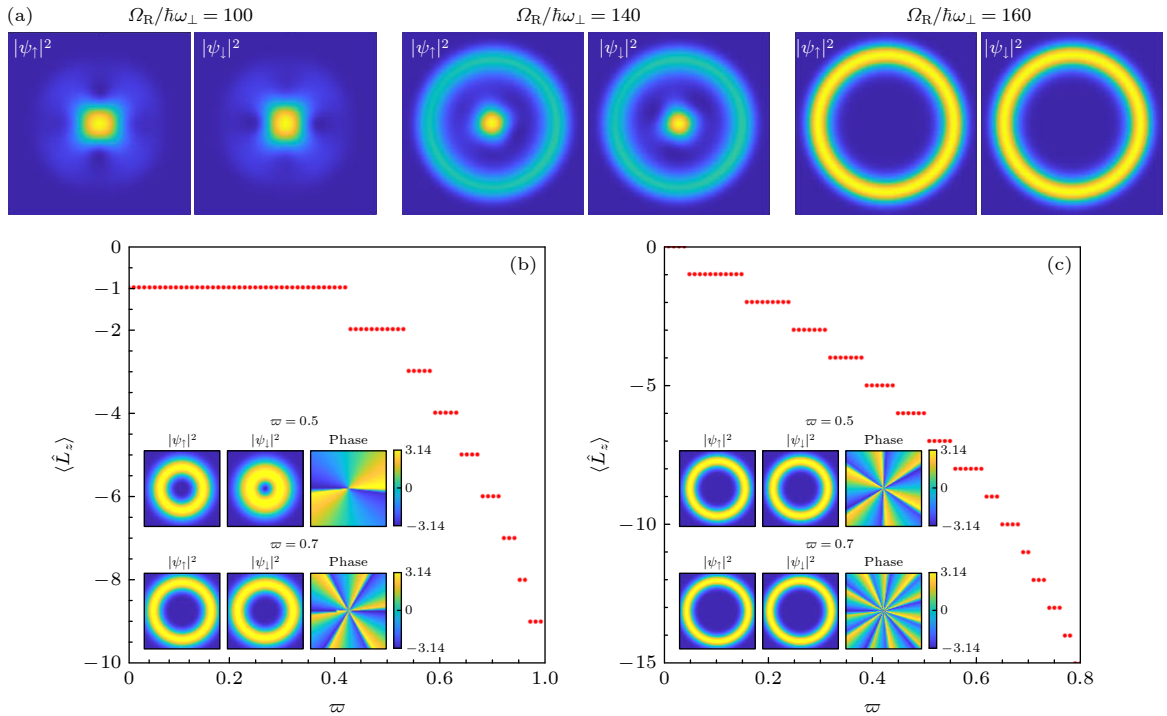 (a)
Ω_R/ħω_⊥ = 100
Ω_R/ħω_⊥ = 140
Ω_R/ħω_⊥ = 160
|ψ↑|²
|ψ↓|²
|ψ↑|²
|ψ↓|²
|ψ↑|²
|ψ↓|²
(b)
0
−1
−2
−4
−6
−8
−10
⟨L̂_z⟩
0
0.2
0.4
0.6
0.8
1.0
ϖ
ϖ = 0.5
|ψ↑|²
|ψ↓|²
Phase
3.14
0
−3.14
ϖ = 0.7
|ψ↑|²
|ψ↓|²
Phase
3.14
0
−3.14
(c)
0
−5
−10
−15
⟨L̂_z⟩
0
0.2
0.4
0.6
0.8
ϖ
ϖ = 0.5
|ψ↑|²
|ψ↓|²
Phase
3.14
0
−3.14
ϖ = 0.7
|ψ↑|²
|ψ↓|²
Phase
3.14
0
−3.14